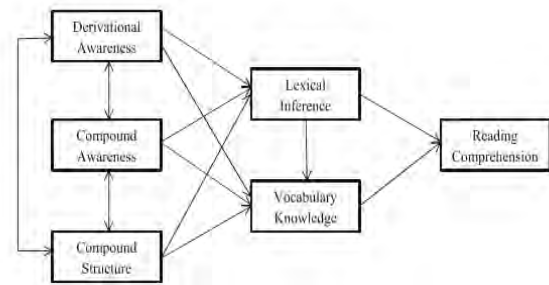 Derivational
Awareness
Lexical
Inference
Compound
Awareness
Reading
Comprehension
Vocabulary
Knowledge
Compound
Structure